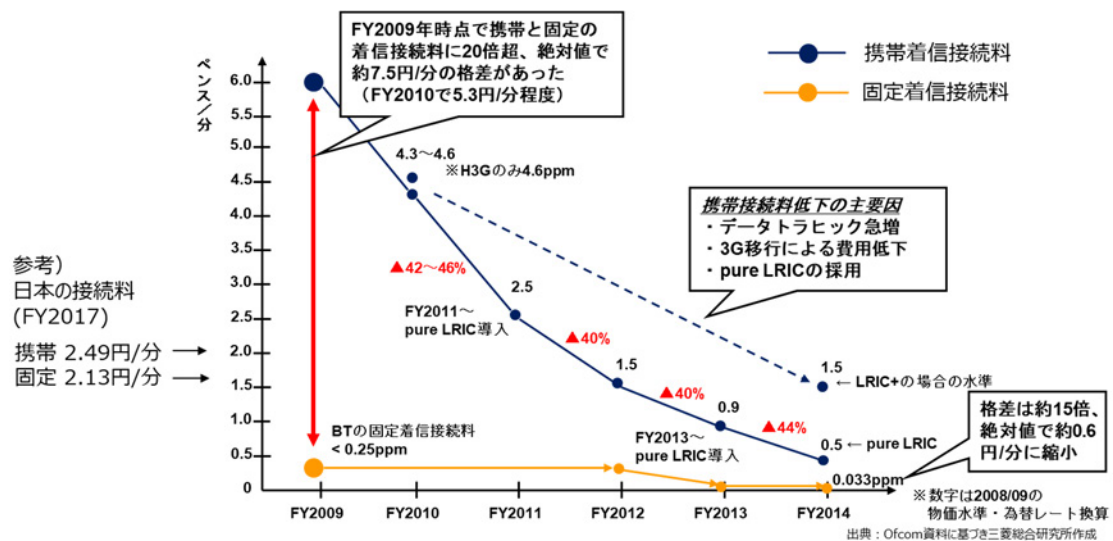 FY2009年時点で携帯と固定の
着信接続料に20倍超、絶対値で
約7.5円/分の格差があった
（FY2010で5.3円/分程度）
携帯着信接続料
固定着信接続料
ペンス/分
6.0
5.5
5.0
4.5
4.0
3.5
3.0
2.5
2.0
1.5
1.0
0.5
0
4.3～4.6
※H3Gのみ4.6ppm
携帯接続料低下の主要因
・データトラヒック急増
・3G移行による費用低下
・pure LRICの採用
参考）
日本の接続料
(FY2017)
携帯 2.49円/分 →
固定 2.13円/分 →
▲42～46%
2.5
FY2011～
pure LRIC導入
▲40%
1.5
▲40%
0.9
▲44%
1.5
← LRIC+の場合の水準
0.5 ← pure LRIC
FY2013～
pure LRIC導入
BTの固定着信接続料
< 0.25ppm
0.033ppm
格差は約15倍、
絶対値で約0.6
円/分に縮小
※数字は2008/09の
物価水準・為替レート換算
FY2009 FY2010 FY2011 FY2012 FY2013 FY2014
出典：Ofcom資料に基づき三菱総合研究所作成